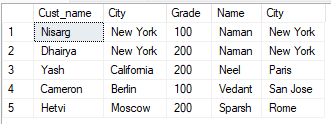 Cust_name City Grade Name City
1 Nisarg New York 100 Naman New York
2 Dhairya New York 200 Naman New York
3 Yash California 200 Neel Paris
4 Cameron Berlin 100 Vedant San Jose
5 Hetvi Moscow 200 Sparsh Rome